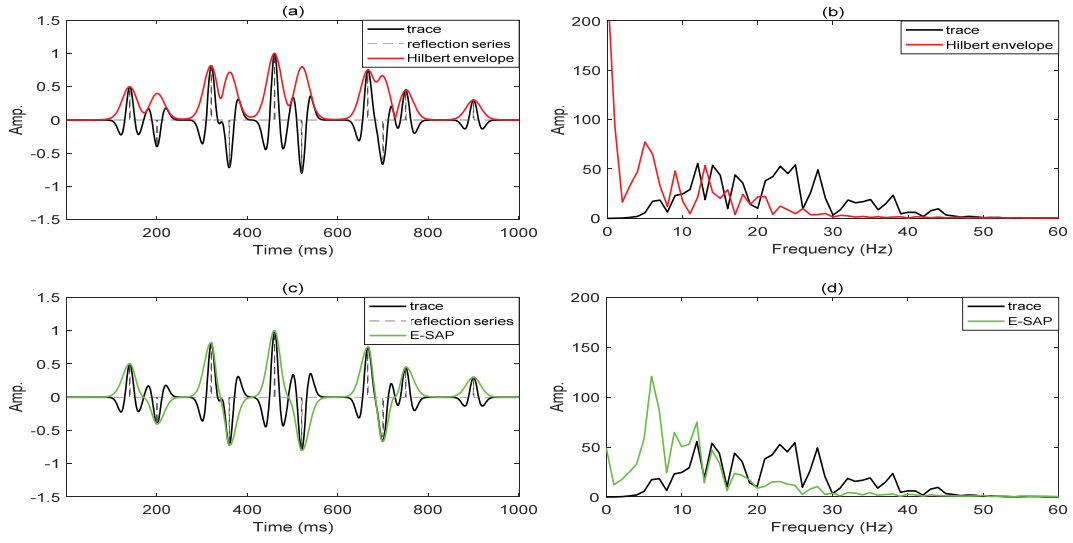 (a)
1.5
1
0.5
0
-0.5
-1
-1.5
Amp.
200
400
600
800
1000
Time (ms)
trace
reflection series
Hilbert envelope
(b)
200
150
100
50
0
Amp.
0
10
20
30
40
50
60
Frequency (Hz)
trace
Hilbert envelope
(c)
1.5
1
0.5
0
-0.5
-1
-1.5
Amp.
200
400
600
800
1000
Time (ms)
trace
reflection series
E-SAP
(d)
200
150
100
50
0
Amp.
0
10
20
30
40
50
60
Frequency (Hz)
trace
E-SAP